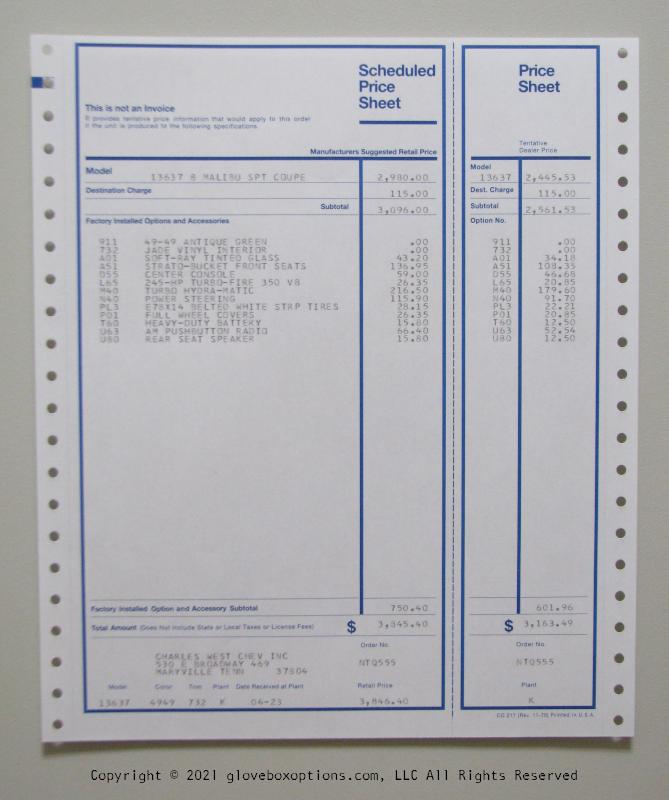 Scheduled
Price
Sheet
This is not an Invoice
It provides tentative price information that would apply to this order
if the unit is produced to the following specifications.
Manufacturers Suggested Retail Price
Model 13637 8 MALIBU SPT COUPE 2,980.00
Destination Charge 115.00
Subtotal 3,096.00
Factory Installed Options and Accessories
911 49-49 ANTIQUE GREEN .00
732 JADE VINYL INTERIOR .00
A01 SOFT-RAY TINTED GLASS 43.20
A51 STRATO-BUCKET FRONT SEATS 136.95
D55 CENTER CONSOLE 59.00
L65 245-HP TURBO-FIRE 350 V8 26.35
M40 TURBO HYDRA-MATIC 216.50
N40 POWER STEERING 115.90
PL3 E78X14 BELTED WHITE STRP TIRES 28.15
P01 FULL WHEEL COVERS 26.35
T60 HEAVY-DUTY BATTERY 15.80
U63 AM PUSHBUTTON RADIO 66.40
U80 REAR SEAT SPEAKER 15.80
Factory Installed Option and Accessory Subtotal 750.40
Total Amount (Does Not Include State or Local Taxes or License Fees) $ 3,845.40
Order No.
CHARLES WEST CHEV INC
530 E BROADWAY 469 NTQ555
MARYVILLE TENN 37804
Model Color Trim Plant Date Received at Plant Retail Price
13637 4949 732 K 04-23 3,846.40
Price
Sheet
Tentative
Dealer Price
Model
13637 2,445.53
Dest. Charge 115.00
Subtotal 2,561.53
Option No.
911 .00
732 .00
A01 34.18
A51 108.35
D55 46.68
L65 20.85
M40 179.60
N40 91.70
PL3 22.21
P01 20.85
T60 12.50
U63 52.54
U80 12.50
601.96
$ 3,163.49
Order No.
NTQ555
Plant
K
CO 217 (Rev. 11-70) Printed in U.S.A.
Copyright © 2021 gloveboxoptions.com, LLC All Rights Reserved